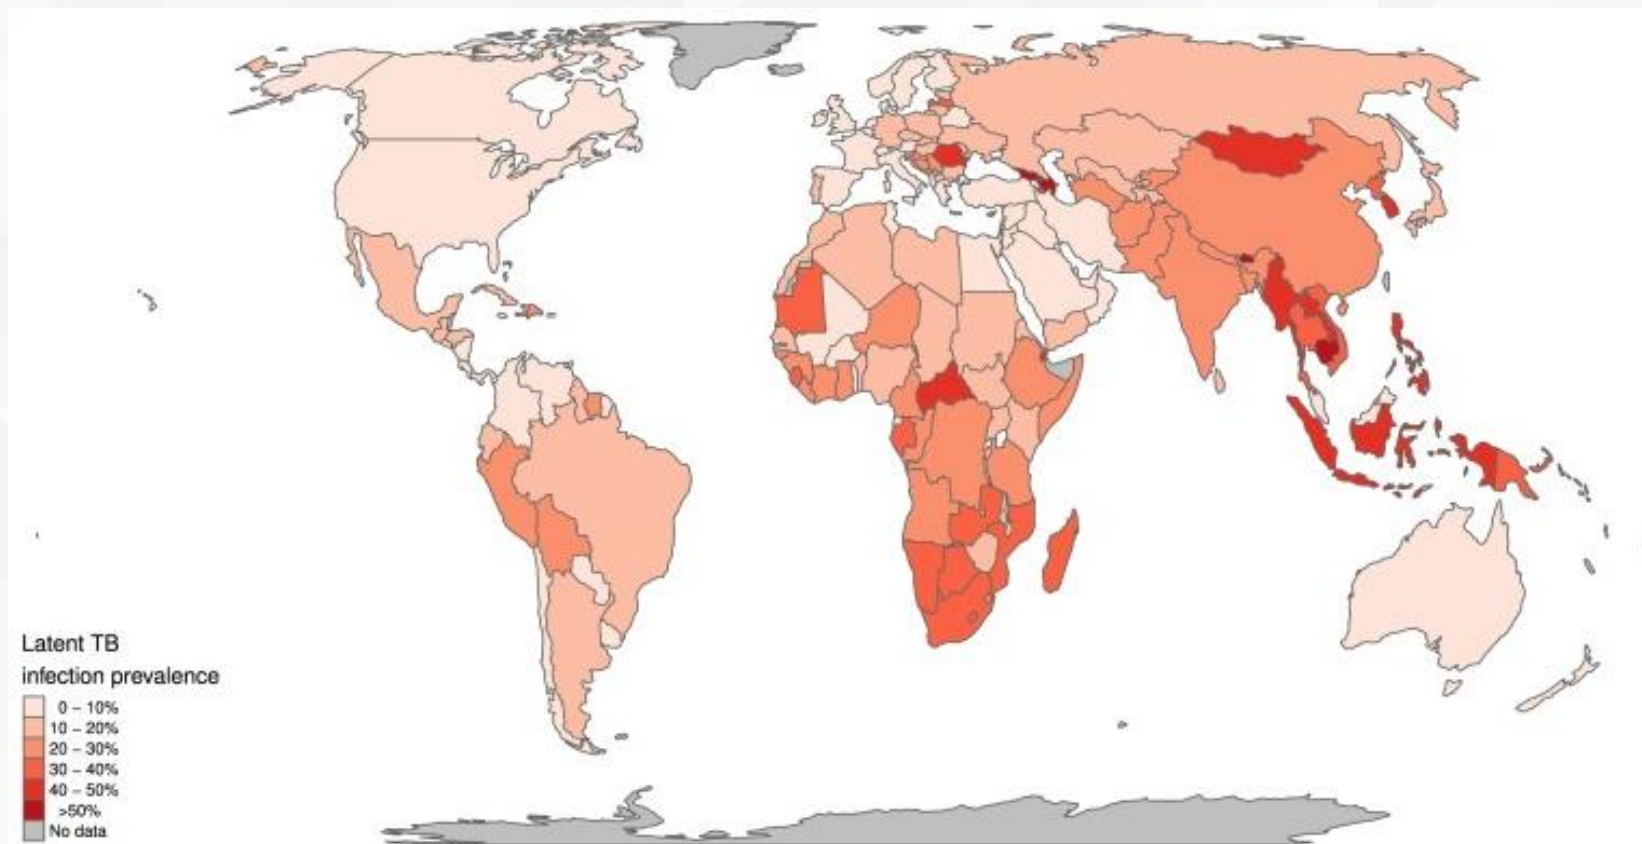 Latent TB
infection prevalence
0 – 10%
10 – 20%
20 – 30%
30 – 40%
40 – 50%
>50%
No data